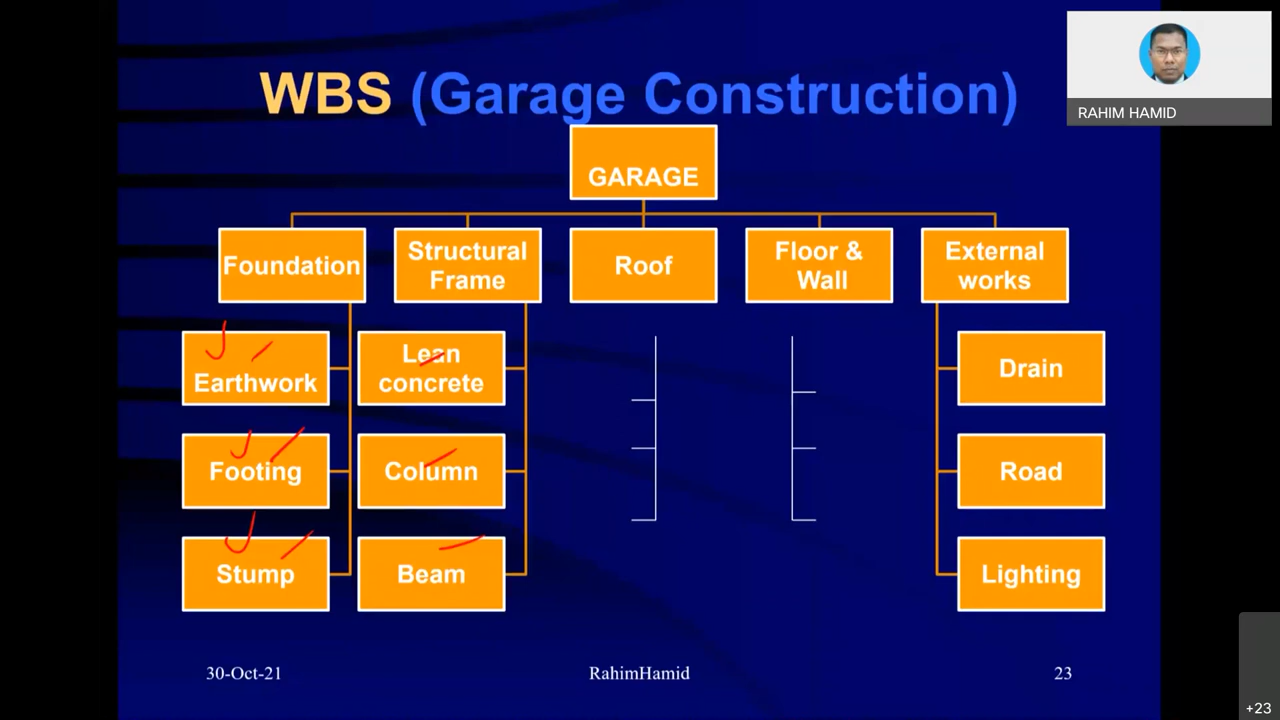 WBS (Garage Construction)
RAHIM HAMID
GARAGE
Foundation
Structural
Frame
Roof
Floor &
Wall
External
works
Earthwork
Lean
concrete
Drain
Footing
Column
Road
Stump
Beam
Lighting
30-Oct-21
RahimHamid
23
+23